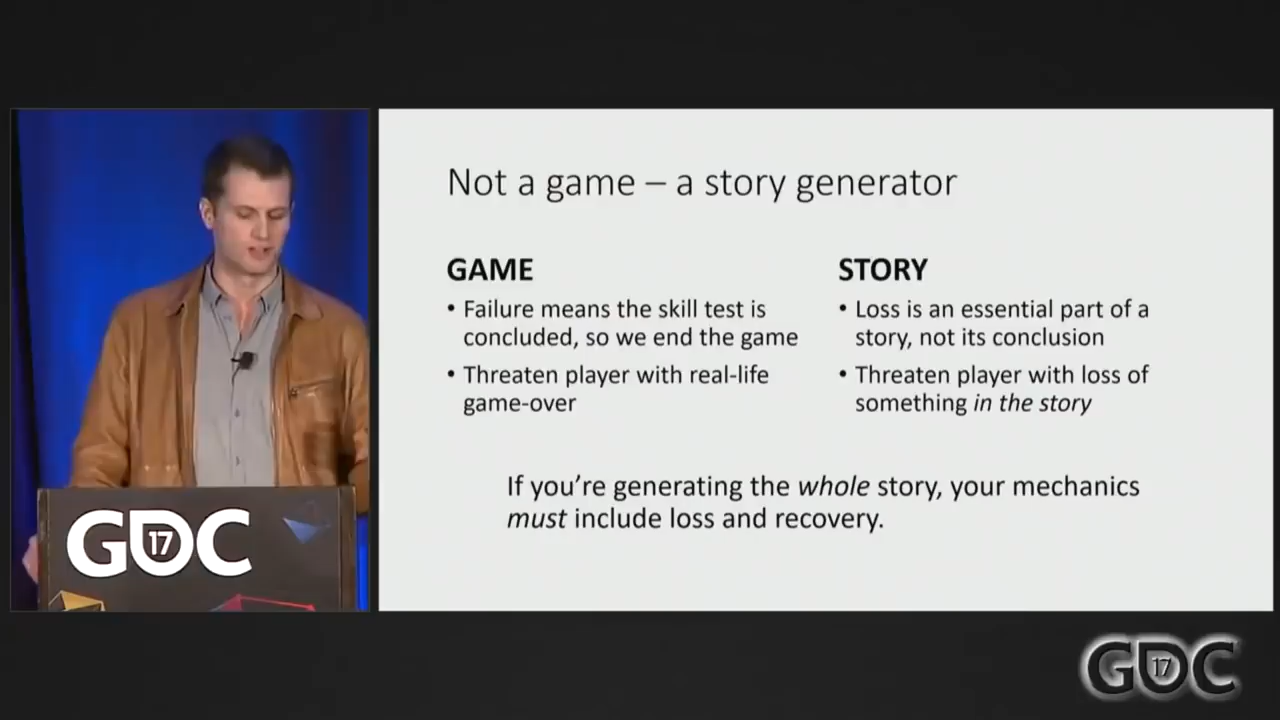 Not a game – a story generator
GAME
• Failure means the skill test is
concluded, so we end the game
• Threaten player with real-life
game-over
STORY
• Loss is an essential part of a
story, not its conclusion
• Threaten player with loss of
something in the story
If you're generating the whole story, your mechanics
must include loss and recovery.
GDC
17
GDC
17